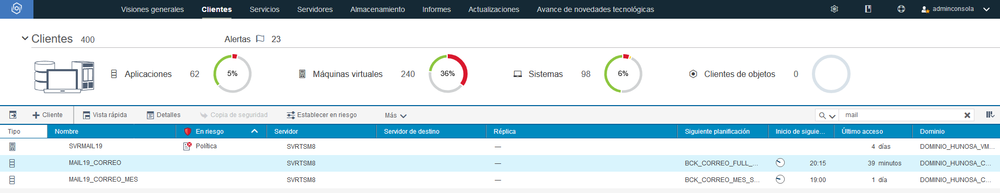 Visiones generales Clientes Servicios Servidores Almacenamiento Informes Actualizaciones Avance de novedades tecnológicas adminconsola
Clientes 400 Alertas 23
Aplicaciones 62 5% Máquinas virtuales 240 36% Sistemas 98 6% Clientes de objetos 0
+ Cliente Vista rápida Detalles Copia de seguridad Establecer en riesgo Más mail
Tipo Nombre En riesgo Servidor Servidor de destino Réplica Siguiente planificación Inicio de siguie... Último acceso Dominio
SVRMAIL19 Política SVRTSM8 — 4 días DOMINIO_HUNOSA_VM...
MAIL19_CORREO SVRTSM8 — BCK_CORREO_FULL_... 20:15 39 minutos DOMINIO_HUNOSA_C...
MAIL19_CORREO_MES SVRTSM8 — BCK_CORREO_MES_S... 19:00 1 día DOMINIO_HUNOSA_C...